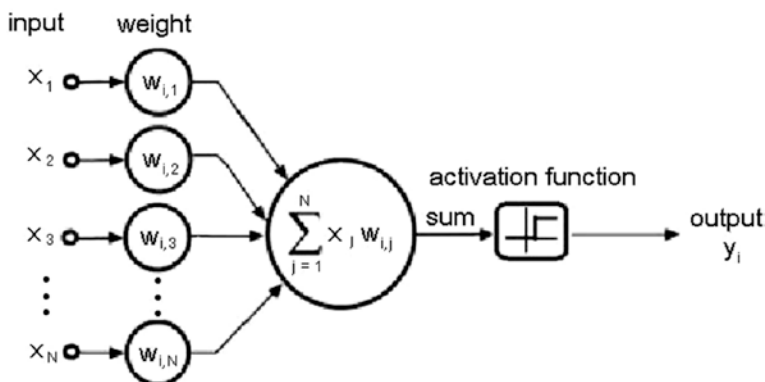 input weight
X₁ wᵢ,₁
X₂ wᵢ,₂
activation function
X₃ wᵢ,₃
N
∑ Xⱼ wᵢ,ⱼ
j = 1
sum
output
yᵢ
X_N wᵢ,N